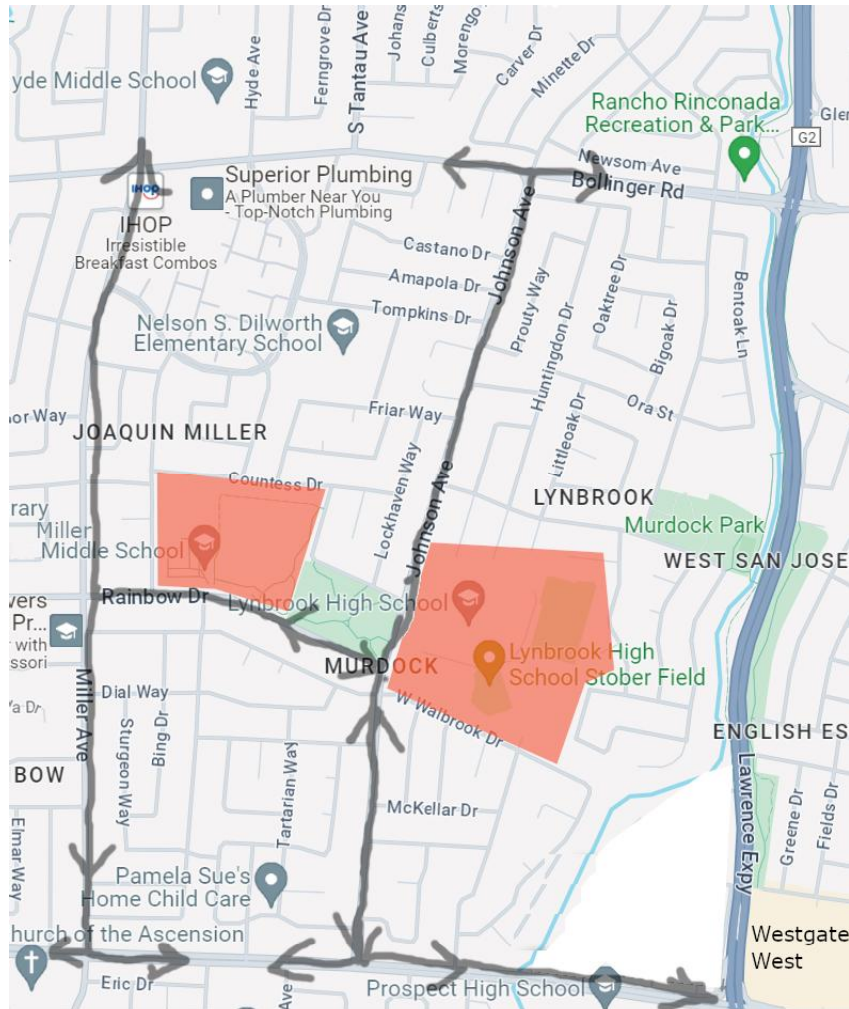 yde Middle School
Hyde Ave
Ferngrove Dr
S Tantau Ave
Johans
Culberts
Morengo
Carver Dr
Minette Dr
Rancho Rinconada
Recreation & Park...
Glen
G2
Newsom Ave
Bollinger Rd
Superior Plumbing
A Plumber Near You
- Top-Notch Plumbing
IHOP
IHOP
Irresistible
Breakfast Combos
Castano Dr
Amapola Dr
Tompkins Dr
Johnson Ave
Prouty Way
Huntingdon Dr
Oaktree Dr
Bigoak Dr
Bentoak Ln
Nelson S. Dilworth
Elementary School
Friar Way
Ora St
or Way
JOAQUIN MILLER
Lockhaven Way
Johnson Ave
Littleoak Dr
Countess Dr
LYNBROOK
Murdock Park
rary
Miller
Middle School
WEST SAN JOSE
Rainbow Dr
Lynbrook High School
wers
Pr...
r with
ssori
MURDOCK
Lynbrook High
School Stober Field
Dial Way
Miller Ave
Sturgeon Way
Bing Dr
W Walbrook Dr
ENGLISH ES
Ya Dr
BOW
Tartarian Way
McKellar Dr
Lawrence Expy
Greene Dr
Fields Dr
Elmar Way
Pamela Sue's
Home Child Care
hurch of the Ascension
Westgate
West
Eric Dr
Ave
Prospect High School